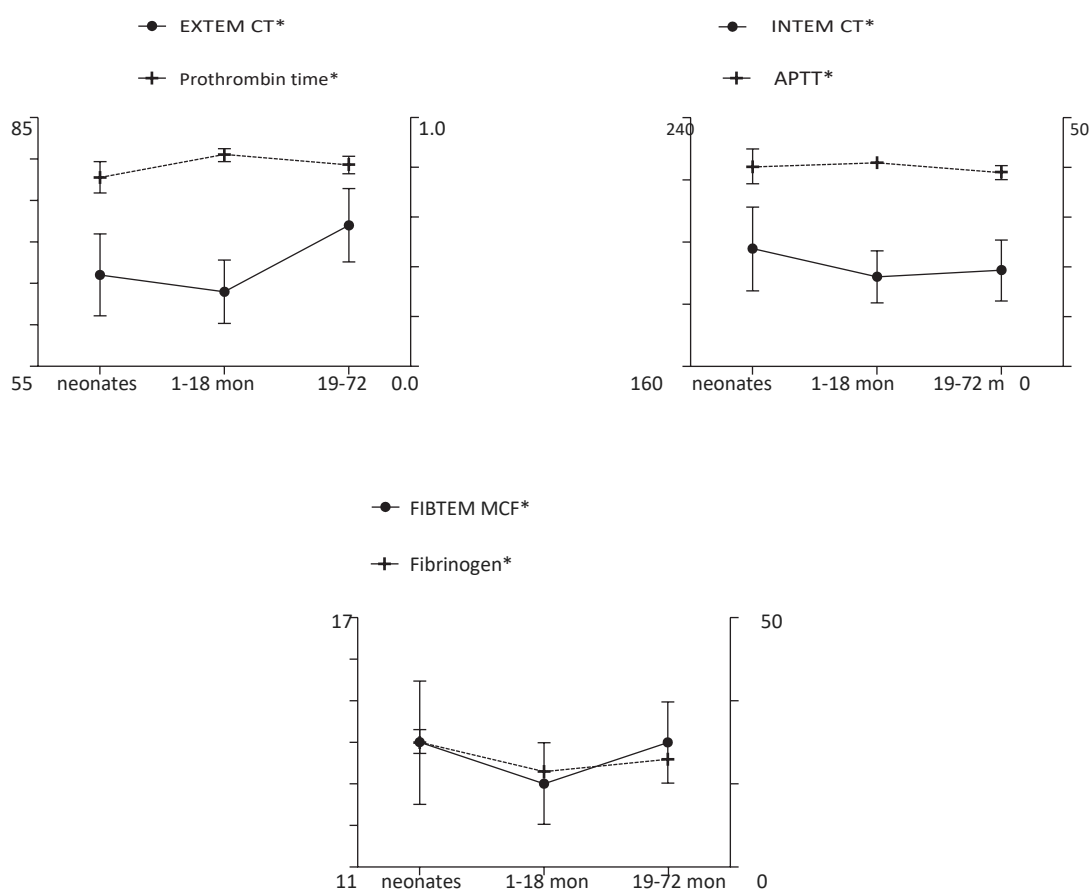 EXTEM CT*
Prothrombin time*
85
1.0
55 neonates 1-18 mon 19-72 0.0
INTEM CT*
APTT*
240
50
160 neonates 1-18 mon 19-72 m 0
FIBTEM MCF*
Fibrinogen*
17
50
11 neonates 1-18 mon 19-72 mon 0